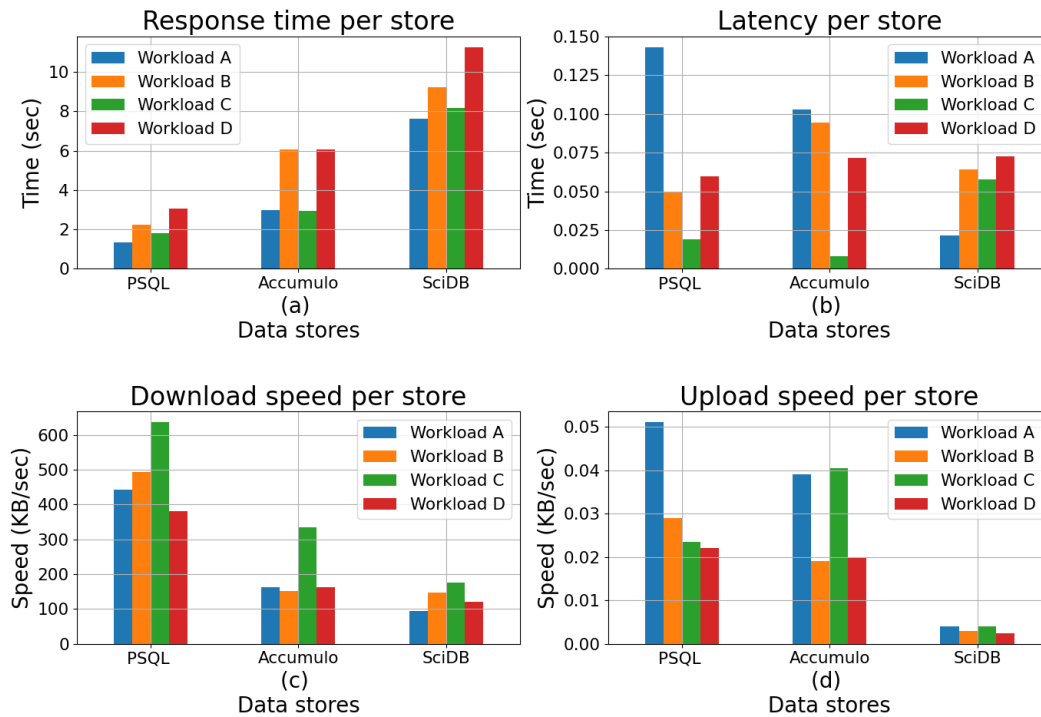 Response time per store
Time (sec)
10
8
6
4
2
0
Workload A
Workload B
Workload C
Workload D
PSQL Accumulo SciDB
(a)
Data stores
Latency per store
Time (sec)
0.150
0.125
0.100
0.075
0.050
0.025
0.000
Workload A
Workload B
Workload C
Workload D
PSQL Accumulo SciDB
(b)
Data stores
Download speed per store
Speed (KB/sec)
600
500
400
300
200
100
0
Workload A
Workload B
Workload C
Workload D
PSQL Accumulo SciDB
(c)
Data stores
Upload speed per store
Speed (KB/sec)
0.05
0.04
0.03
0.02
0.01
0.00
Workload A
Workload B
Workload C
Workload D
PSQL Accumulo SciDB
(d)
Data stores